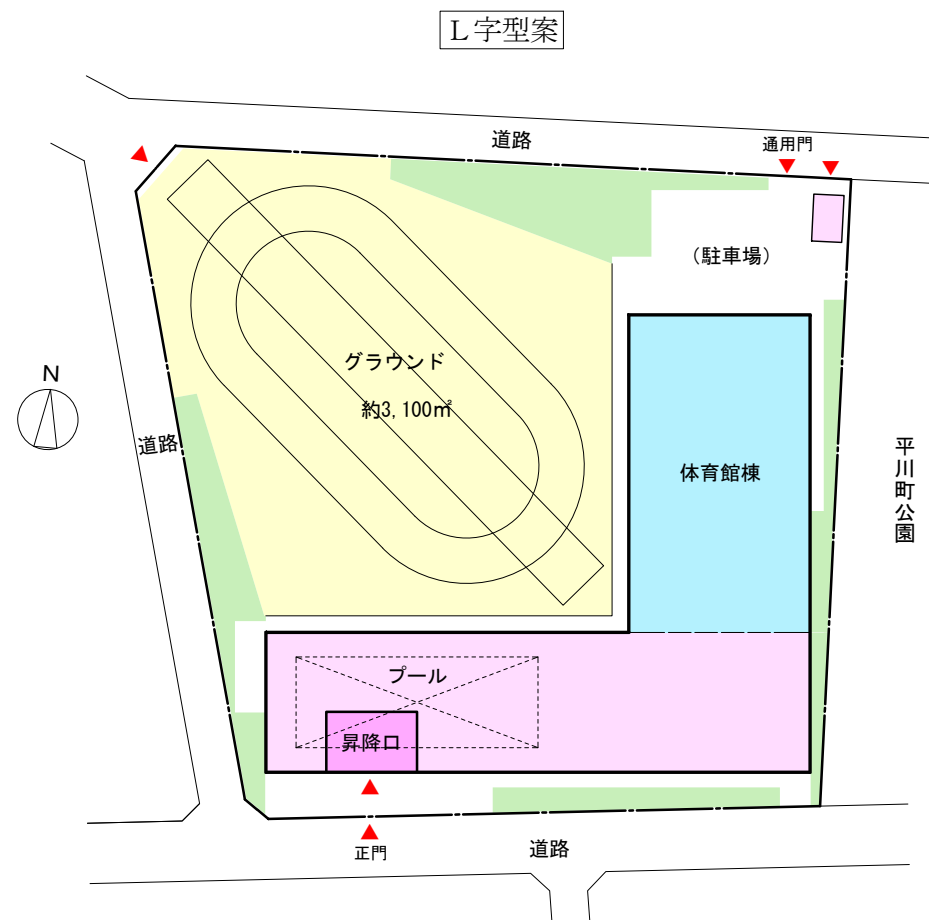 L字型案
道路
通用門
(駐車場)
N
グラウンド
約3,100㎡
道路
平川町公園
体育館棟
プール
昇降口
正門
道路